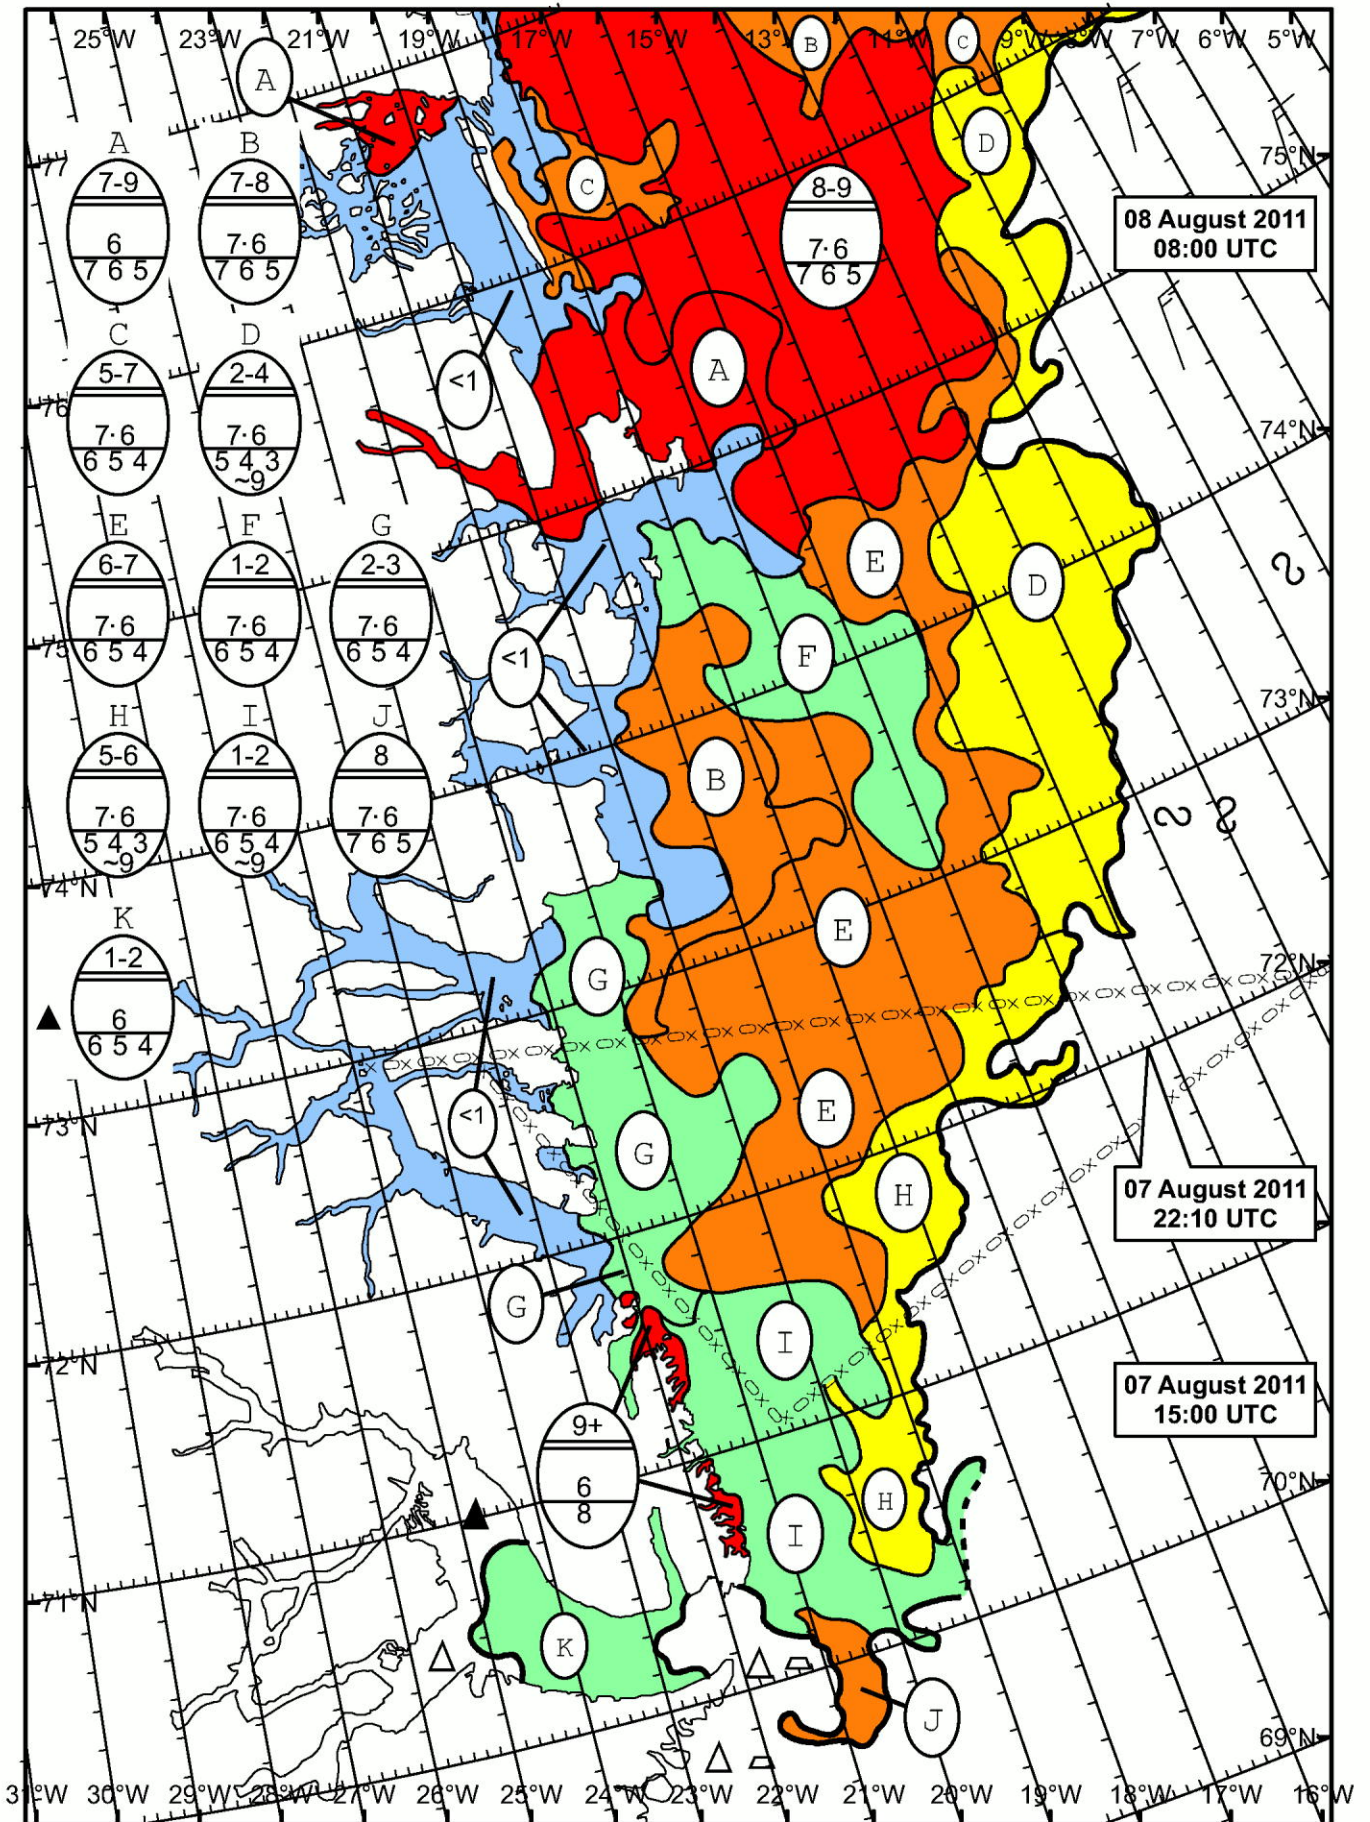 25°W 23°W 21°W 19°W 17°W 15°W 13°W 11°W 9°W 8°W 7°W 6°W 5°W
B
C
A
77
A B
7-9 7-8
6 7·6
7 6 5 7 6 5
D
75°N
C
8-9
7·6
7 6 5
08 August 2011
08:00 UTC
C D
5-7 2-4
7·6 7·6
6 5 4 5 4 3
~9
<1
A
76
74°N
E F G
6-7 1-2 2-3
7·6 7·6 7·6
6 5 4 6 5 4 6 5 4
E
D
75
<1
F
73°N
H I J
5-6 1-2 8
7·6 7·6 7·6
5 4 3 6 5 4 7 6 5
~9 ~9
B
74°N
K
1-2
6
6 5 4
E
G
72°N
<1
E
73°N
G
H
07 August 2011
22:10 UTC
G
I
72°N
07 August 2011
15:00 UTC
9+
6
8
70°N
H
I
71°N
K
J
69°N
31°W 30°W 29°W 28°W 27°W 26°W 25°W 24°W 23°W 22°W 21°W 20°W 19°W 18°W 17°W 16°W